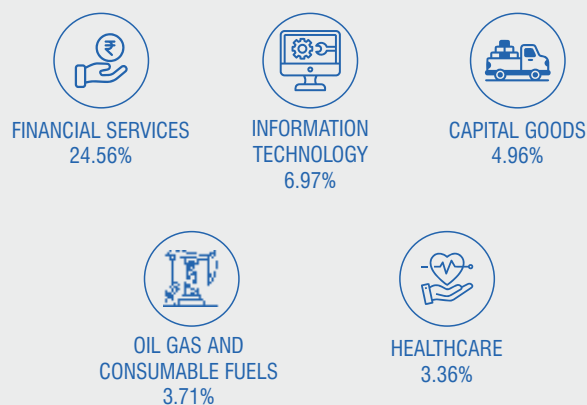 ₹
FINANCIAL SERVICES
24.56%
INFORMATION
TECHNOLOGY
6.97%
CAPITAL GOODS
4.96%
OIL GAS AND
CONSUMABLE FUELS
3.71%
HEALTHCARE
3.36%